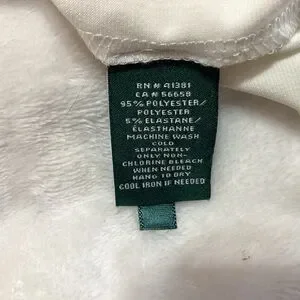 RN # 41381
CA # 56658
95% POLYESTER/
POLYESTER
5% ELASTANE/
ÉLASTHANNE
MACHINE WASH
COLD
SEPARATELY
ONLY NON-
CHLORINE BLEACH
WHEN NEEDED
HANG TO DRY
COOL IRON IF NEEDED